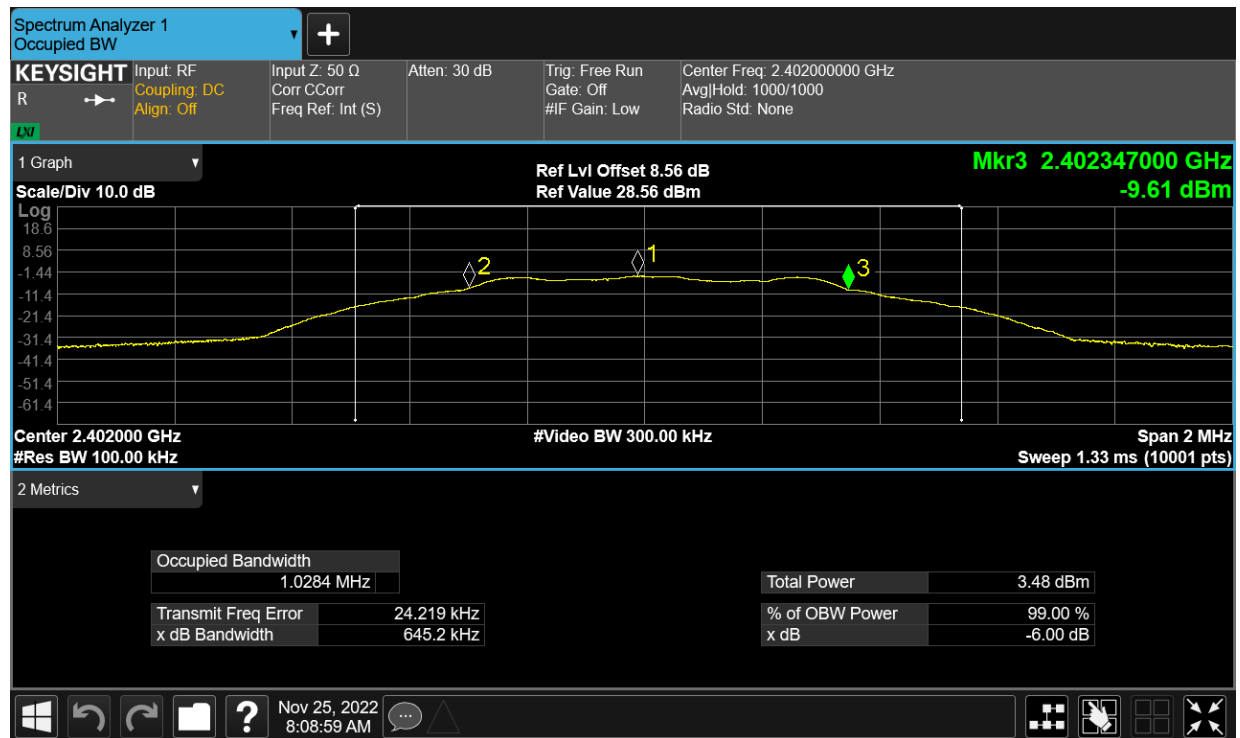 Spectrum Analyzer 1
Occupied BW
KEYSIGHT
R
LXI
Input: RF
Coupling: DC
Align: Off
Input Z: 50 Ω
Corr CCorr
Freq Ref: Int (S)
Atten: 30 dB
Trig: Free Run
Gate: Off
#IF Gain: Low
Center Freq: 2.402000000 GHz
Avg|Hold: 1000/1000
Radio Std: None
1 Graph
Scale/Div 10.0 dB
Ref Lvl Offset 8.56 dB
Ref Value 28.56 dBm
Mkr3 2.402347000 GHz
-9.61 dBm
Log
18.6
8.56
-1.44
-11.4
-21.4
-31.4
-41.4
-51.4
-61.4
2
1
3
Center 2.402000 GHz
#Res BW 100.00 kHz
#Video BW 300.00 kHz
Span 2 MHz
Sweep 1.33 ms (10001 pts)
2 Metrics
Occupied Bandwidth
1.0284 MHz
Transmit Freq Error 24.219 kHz
x dB Bandwidth 645.2 kHz
Total Power 3.48 dBm
% of OBW Power 99.00 %
x dB -6.00 dB
?
Nov 25, 2022
8:08:59 AM